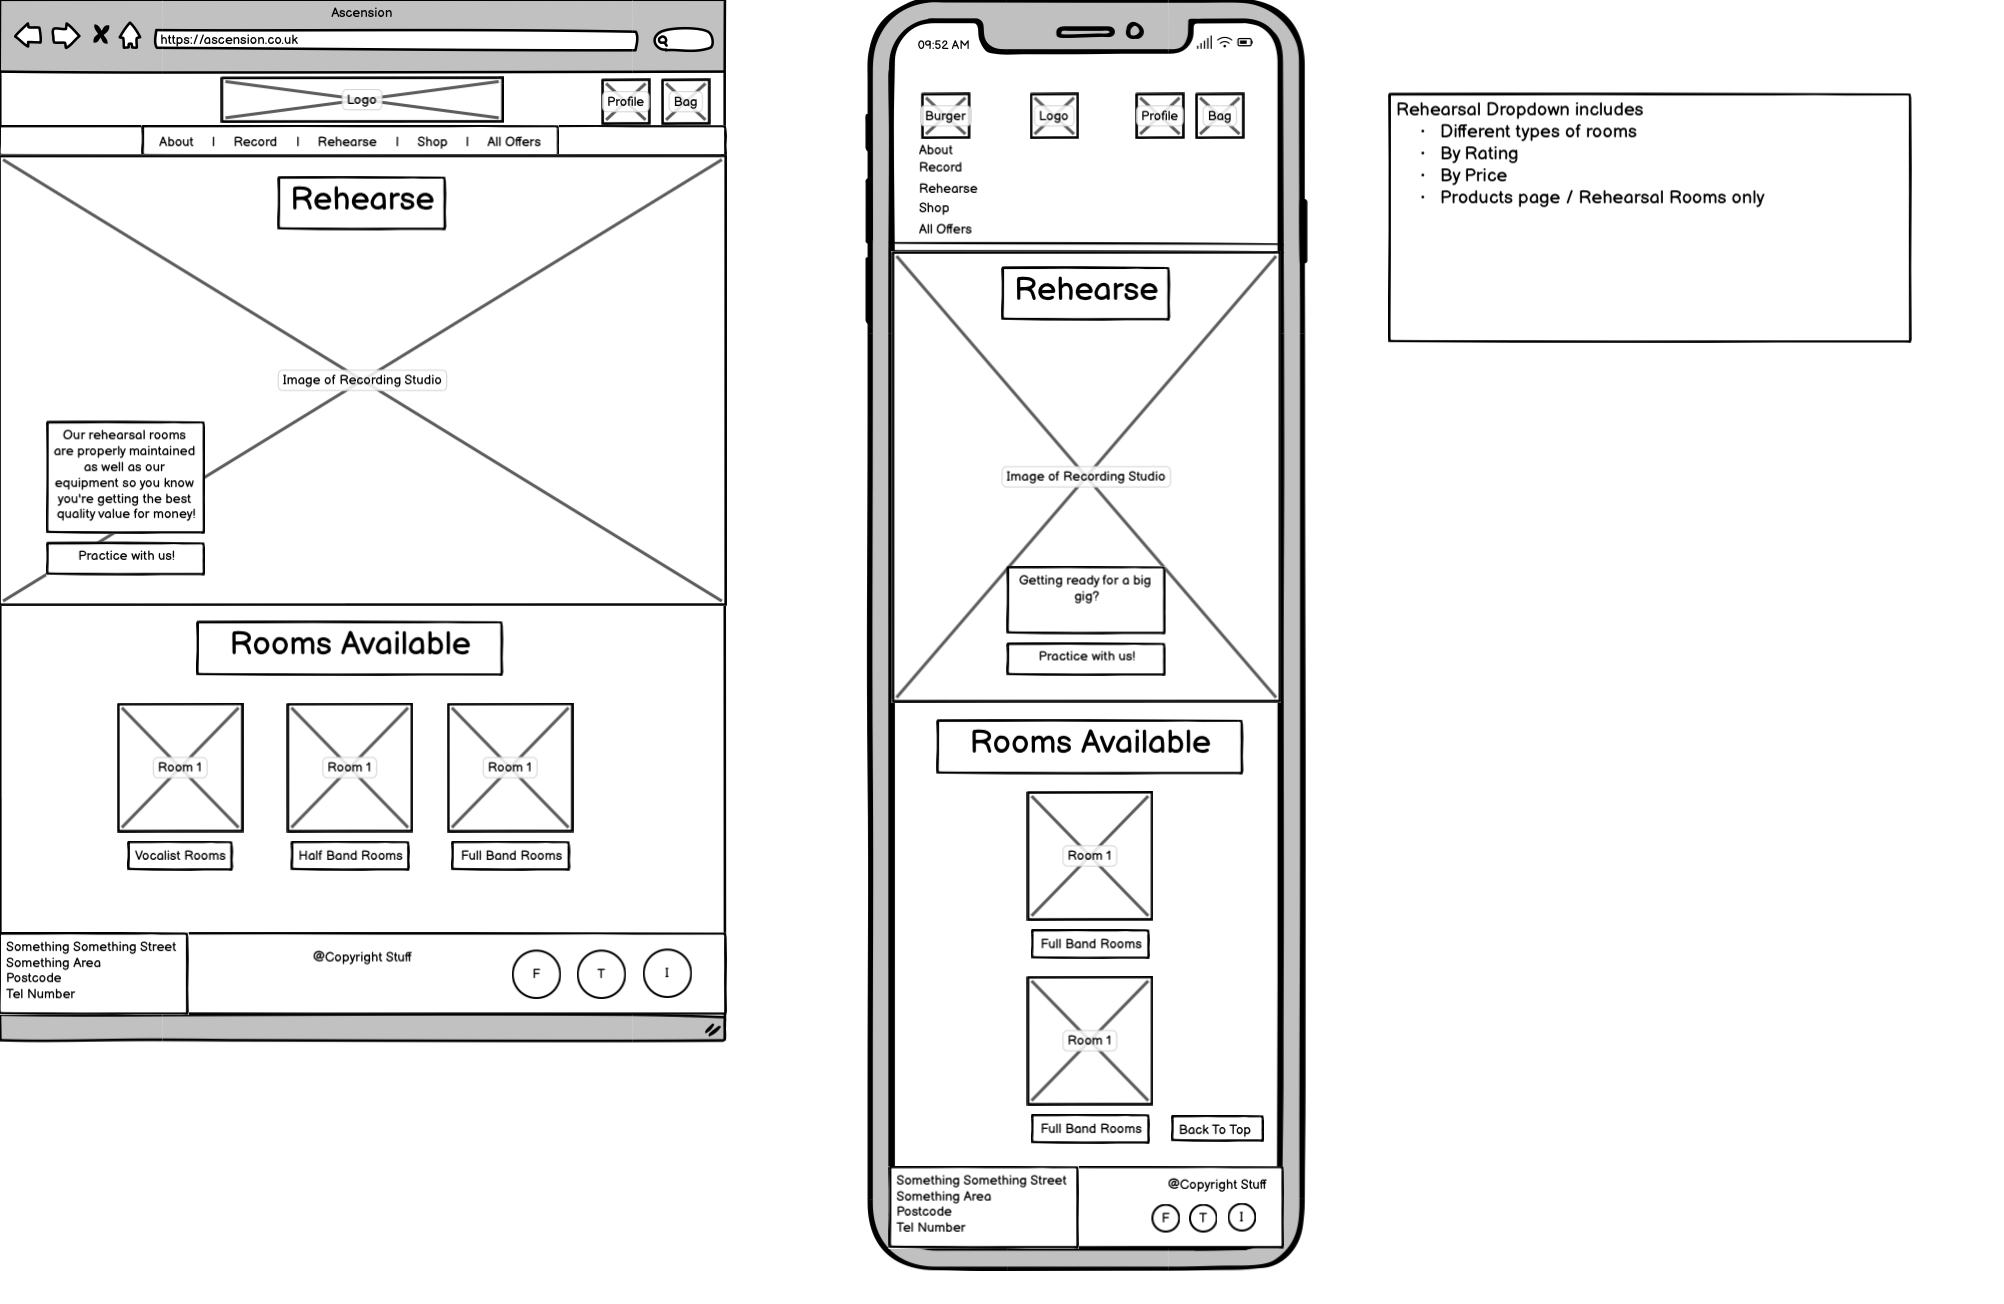 Ascension
https://ascension.co.uk
Logo
Profile
Bag
About | Record | Rehearse | Shop | All Offers
Rehearse
Image of Recording Studio
Our rehearsal rooms
are properly maintained
as well as our
equipment so you know
you're getting the best
quality value for money!
Practice with us!
Rooms Available
Room 1
Room 1
Room 1
Vocalist Rooms
Half Band Rooms
Full Band Rooms
Something Something Street
Something Area
Postcode
Tel Number
@Copyright Stuff
F
T
I
09:52 AM
Burger
Logo
Profile
Bag
About
Record
Rehearse
Shop
All Offers
Rehearse
Image of Recording Studio
Getting ready for a big
gig?
Practice with us!
Rooms Available
Room 1
Full Band Rooms
Room 1
Full Band Rooms
Back To Top
Something Something Street
Something Area
Postcode
Tel Number
@Copyright Stuff
F
T
I
Rehearsal Dropdown includes
· Different types of rooms
· By Rating
· By Price
· Products page / Rehearsal Rooms only